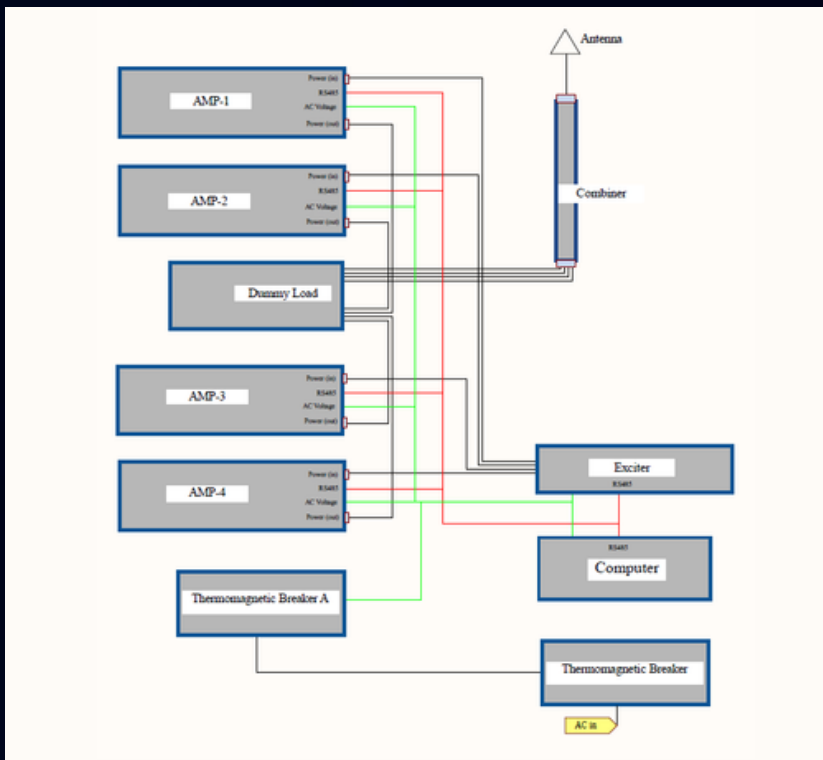 Antenna
Power (in)
RS485
AMP-1
AC Voltage
Power (out)
Power (in)
RS485
AMP-2
AC Voltage
Power (out)
Combiner
Dummy Load
Power (in)
RS485
AMP-3
AC Voltage
Power (out)
Exciter
RS485
Power (in)
RS485
AMP-4
AC Voltage
Power (out)
RS485
Computer
Thermomagnetic Breaker A
Thermomagnetic Breaker
AC in